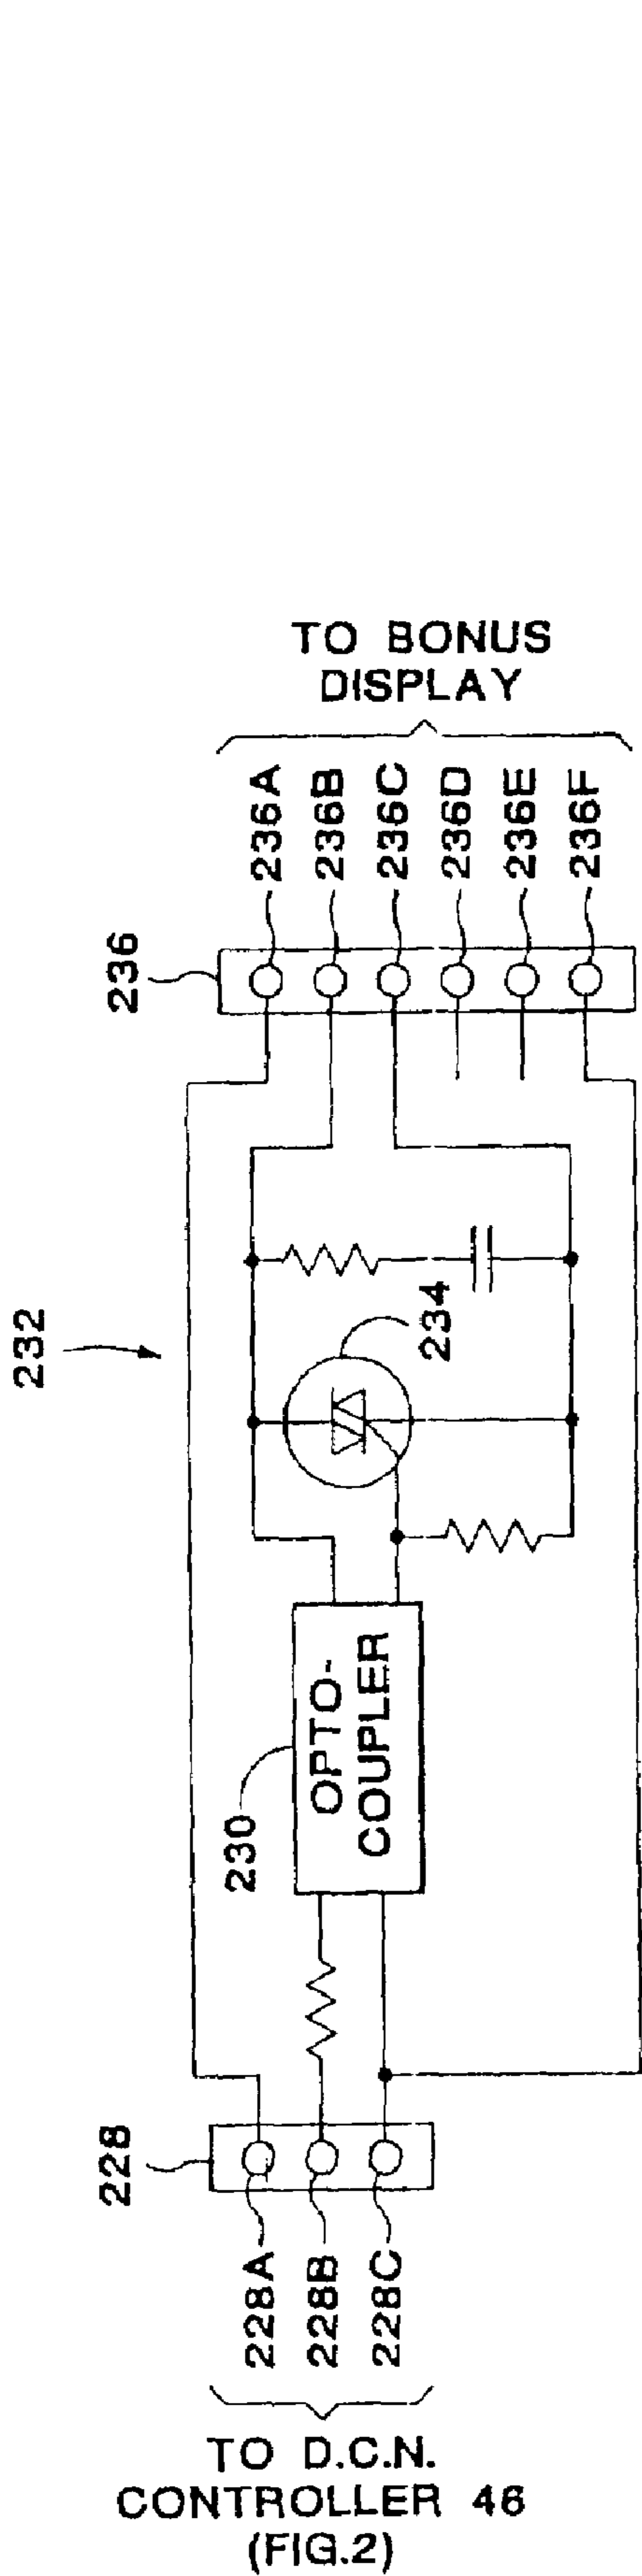 TO BONUS
DISPLAY
236A
236B
236C
236D
236E
236F
236
232
234
OPTO-
COUPLER
230
228
228A
228B
228C
TO D.C.N.
CONTROLLER 46
(FIG.2)